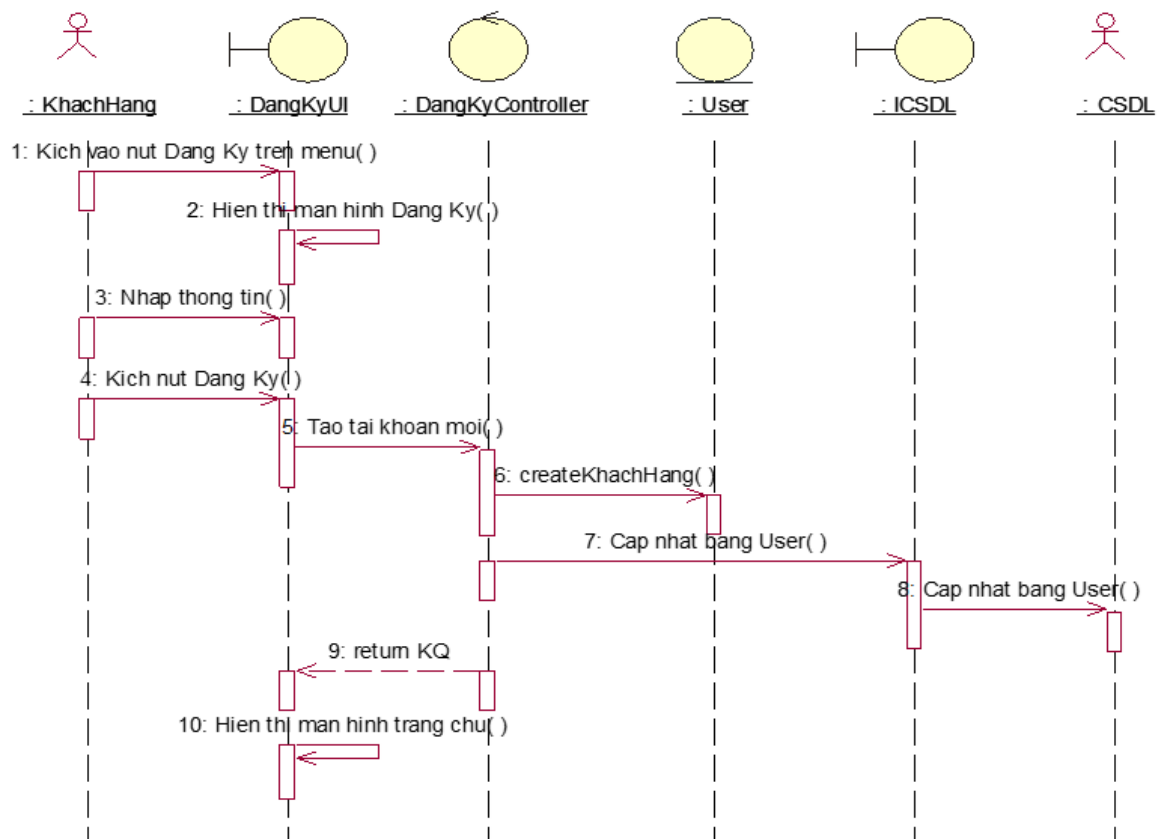 : KhachHang
: DangKyUI
: DangKyController
: User
: ICSDL
: CSDL
1: Kich vao nut Dang Ky tren menu( )
2: Hien thi man hinh Dang Ky( )
3: Nhap thong tin( )
4: Kich nut Dang Ky( )
5: Tao tai khoan moi( )
6: createKhachHang( )
7: Cap nhat bang User( )
8: Cap nhat bang User( )
9: return KQ
10: Hien thi man hinh trang chu( )